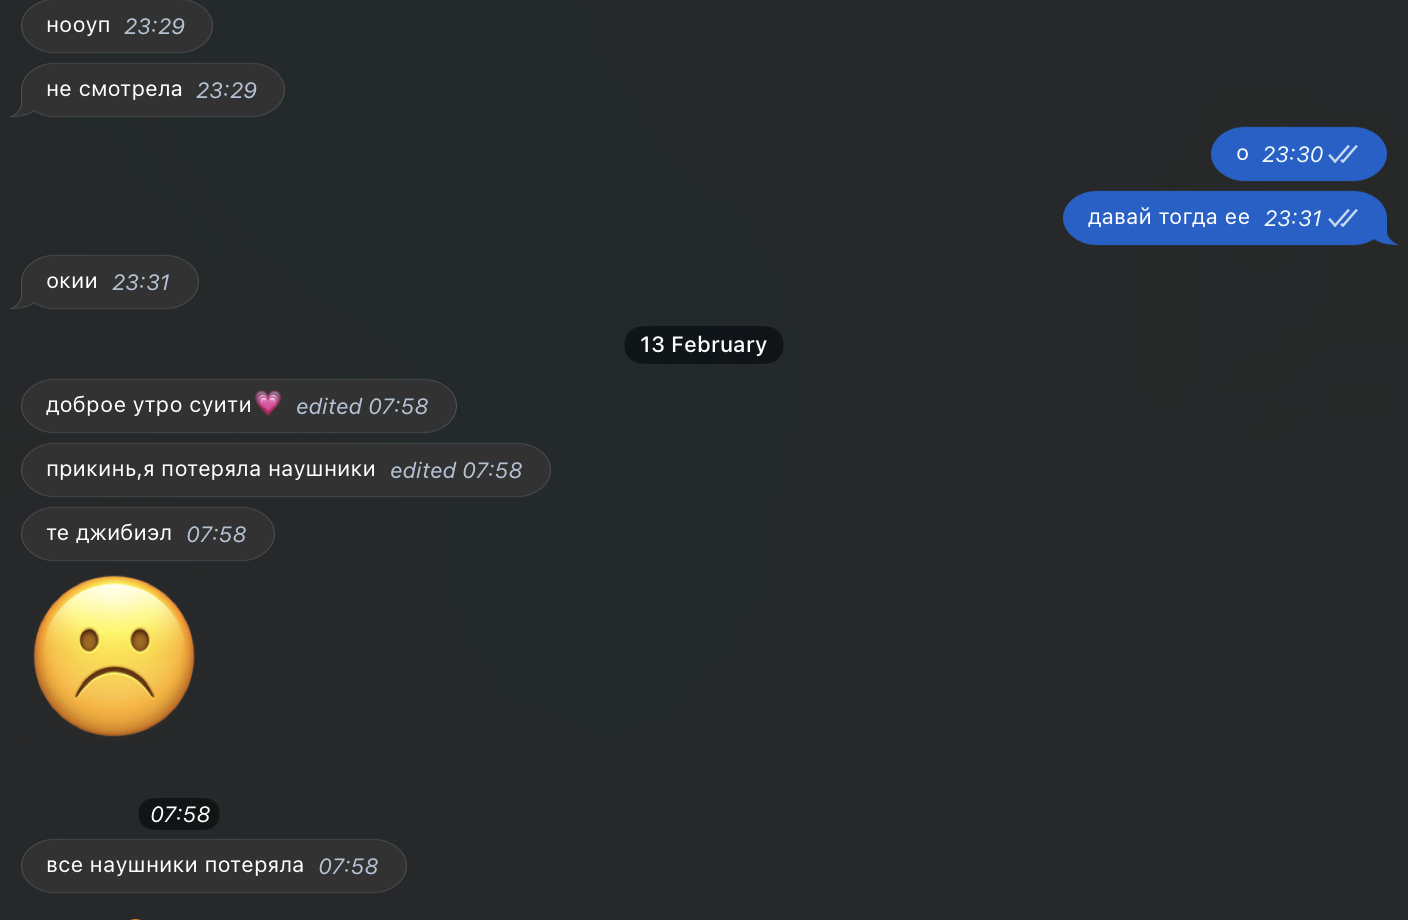 нооуп 23:29
не смотрела 23:29
о 23:30
давай тогда ее 23:31
окии 23:31
13 February
доброе утро суити💗 edited 07:58
прикинь,я потеряла наушники edited 07:58
те джибиэл 07:58
07:58
все наушники потеряла 07:58